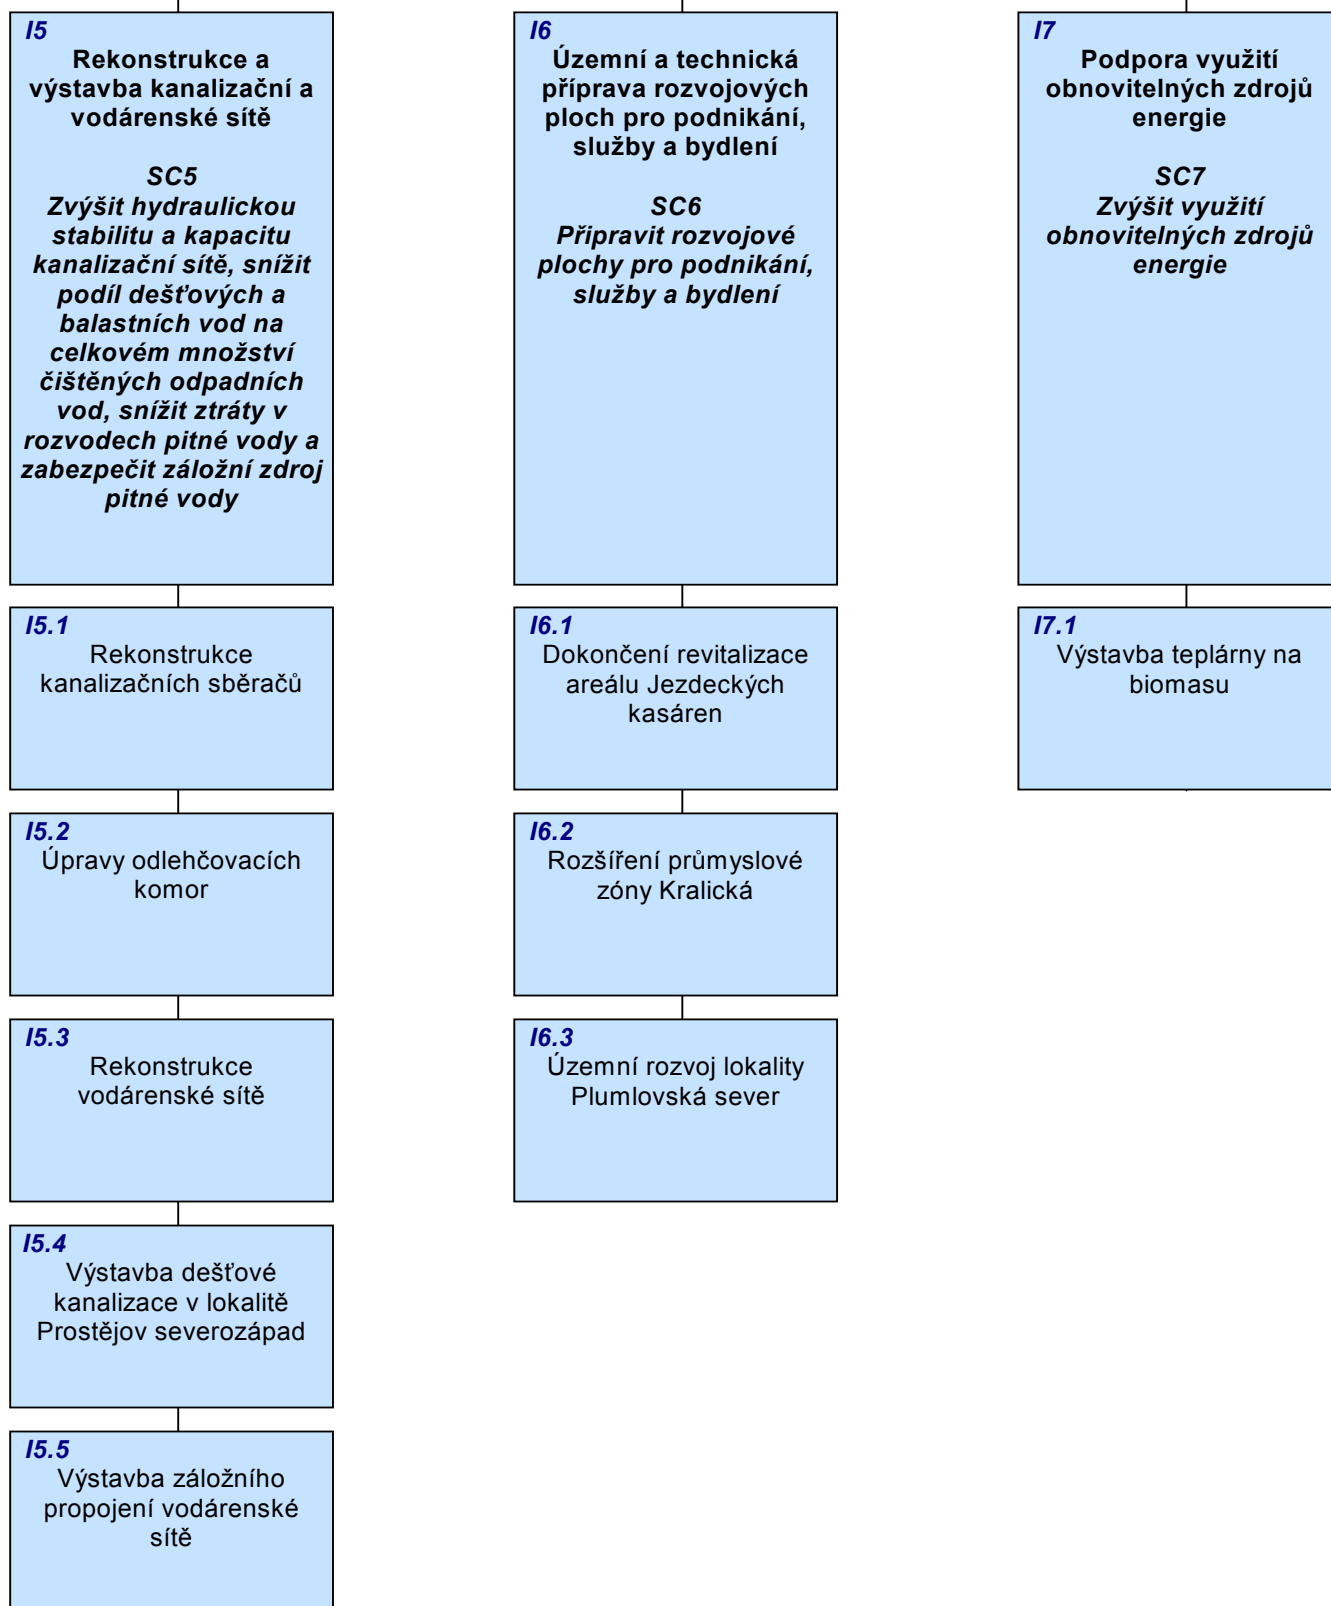 I5
Rekonstrukce a
výstavba kanalizační a
vodárenské sítě
SC5
Zvýšit hydraulickou
stabilitu a kapacitu
kanalizační sítě, snížit
podíl dešťových a
balastních vod na
celkovém množství
čištěných odpadních
vod, snížit ztráty v
rozvodech pitné vody a
zabezpečit záložní zdroj
pitné vody
I5.1
Rekonstrukce
kanalizačních sběračů
I5.2
Úpravy odlehčovacích
komor
I5.3
Rekonstrukce
vodárenské sítě
I5.4
Výstavba dešťové
kanalizace v lokalitě
Prostějov severozápad
I5.5
Výstavba záložního
propojení vodárenské
sítě
I6
Územní a technická
příprava rozvojových
ploch pro podnikání,
služby a bydlení
SC6
Připravit rozvojové
plochy pro podnikání,
služby a bydlení
I6.1
Dokončení revitalizace
areálu Jezdeckých
kasáren
I6.2
Rozšíření průmyslové
zóny Kralická
I6.3
Územní rozvoj lokality
Plumlovská sever
I7
Podpora využití
obnovitelných zdrojů
energie
SC7
Zvýšit využití
obnovitelných zdrojů
energie
I7.1
Výstavba teplárny na
biomasu